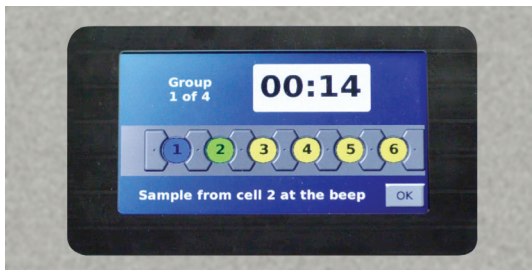 Group
1 of 4
00:14
1 2 3 4 5 6
Sample from cell 2 at the beep
OK